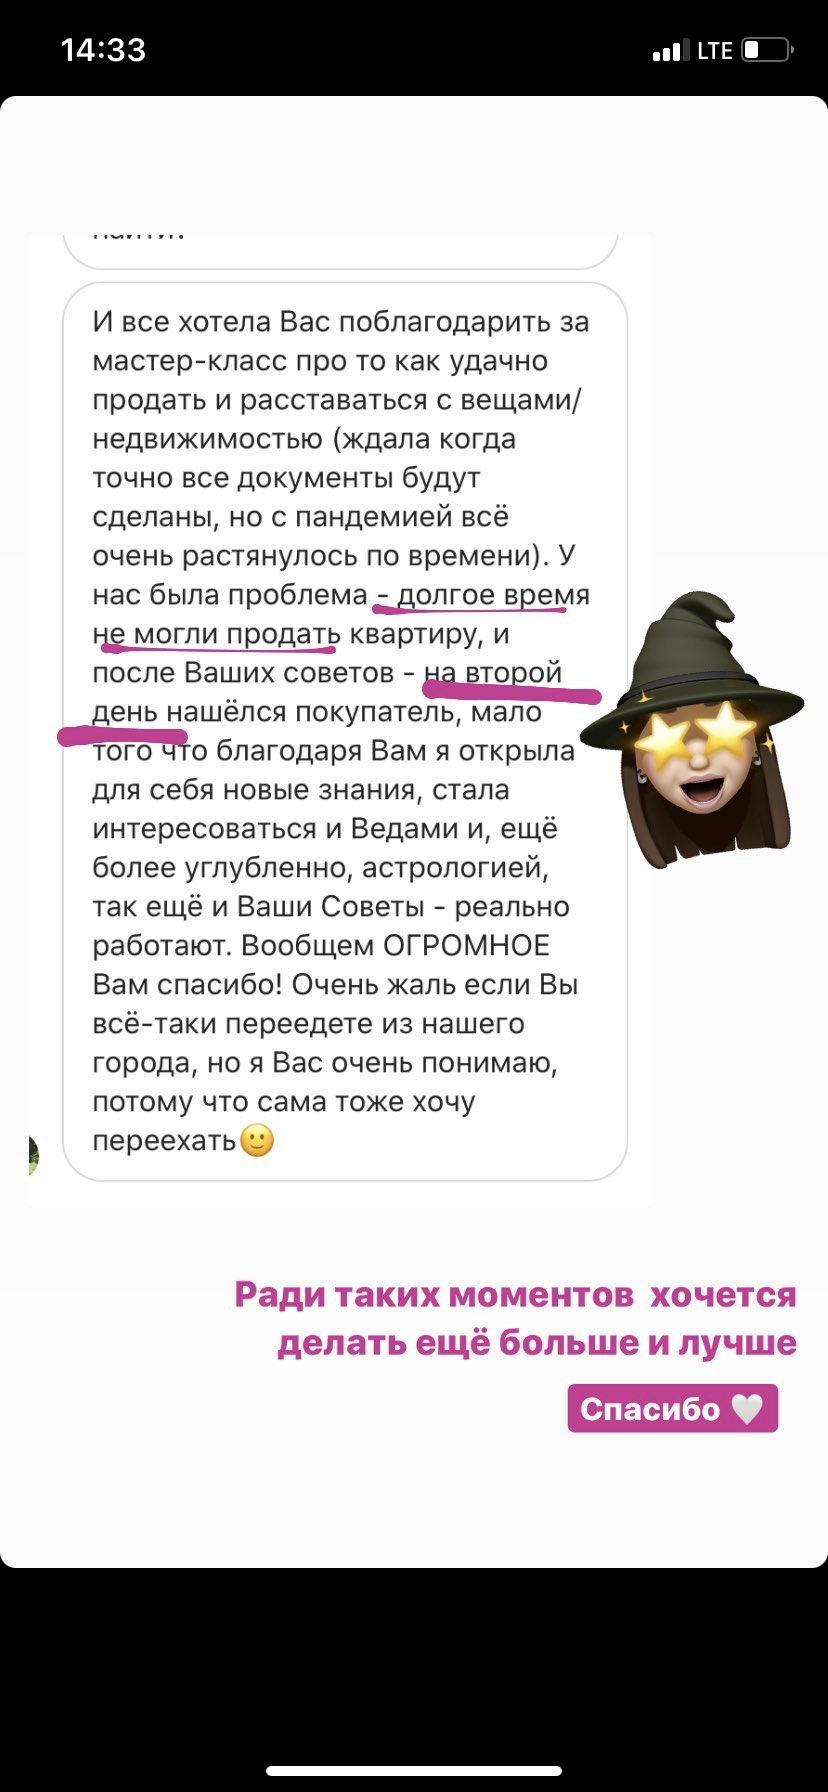 14:33
LTE
И все хотела Вас поблагодарить за
мастер-класс про то как удачно
продать и расставаться с вещами/
недвижимостью (ждала когда
точно все документы будут
сделаны, но с пандемией всё
очень растянулось по времени). У
нас была проблема - долгое время
не могли продать квартиру, и
после Ваших советов - на второй
день нашёлся покупатель, мало
того что благодаря Вам я открыла
для себя новые знания, стала
интересоваться и Ведами и, ещё
более углубленно, астрологией,
так ещё и Ваши Советы - реально
работают. Вообщем ОГРОМНОЕ
Вам спасибо! Очень жаль если Вы
всё-таки переедете из нашего
города, но я Вас очень понимаю,
потому что сама тоже хочу
переехать🙂
Ради таких моментов хочется
делать ещё больше и лучше
Спасибо 🤍